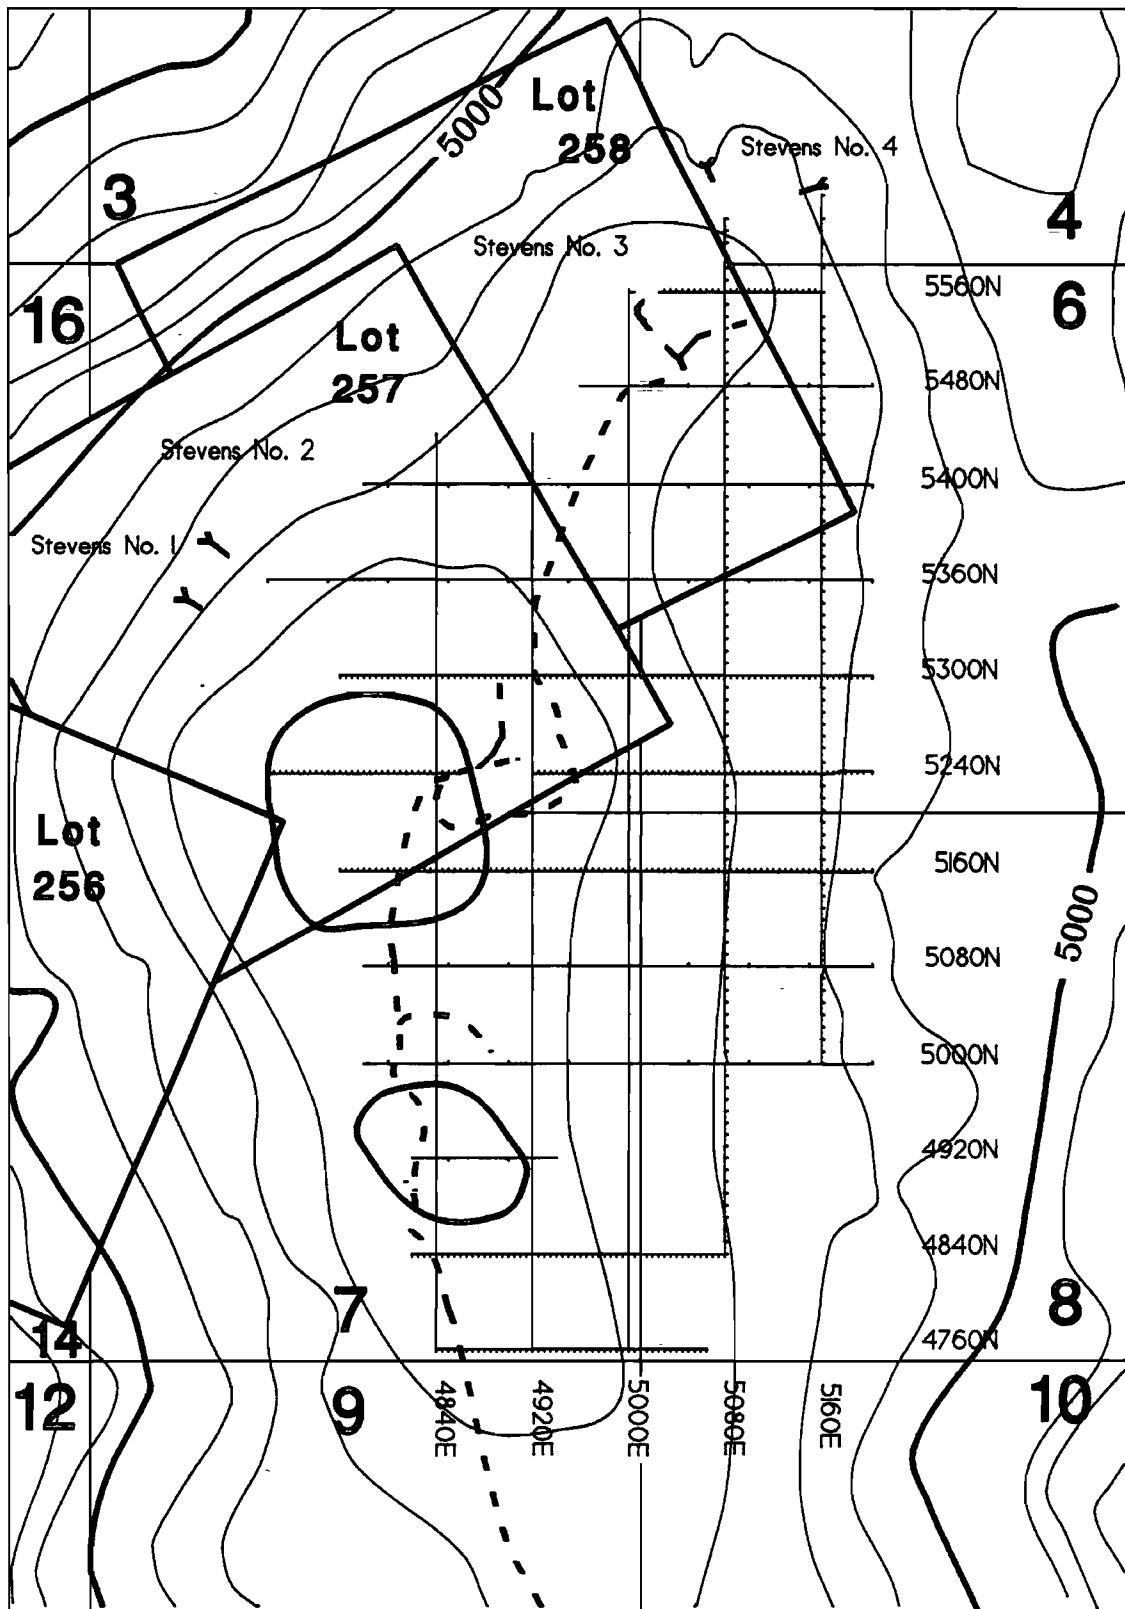 Lot
258
5000
Stevens No. 4
3
4
Stevens No. 3
5560N
16
6
Lot
257
5480N
Stevens No. 2
5400N
Stevens No. 1
5360N
5300N
5240N
Lot
256
5160N
5000
5080N
5000N
4920N
4840N
7
8
14
4760N
12
9
10
4840E
4920E
5000E
5080E
5160E